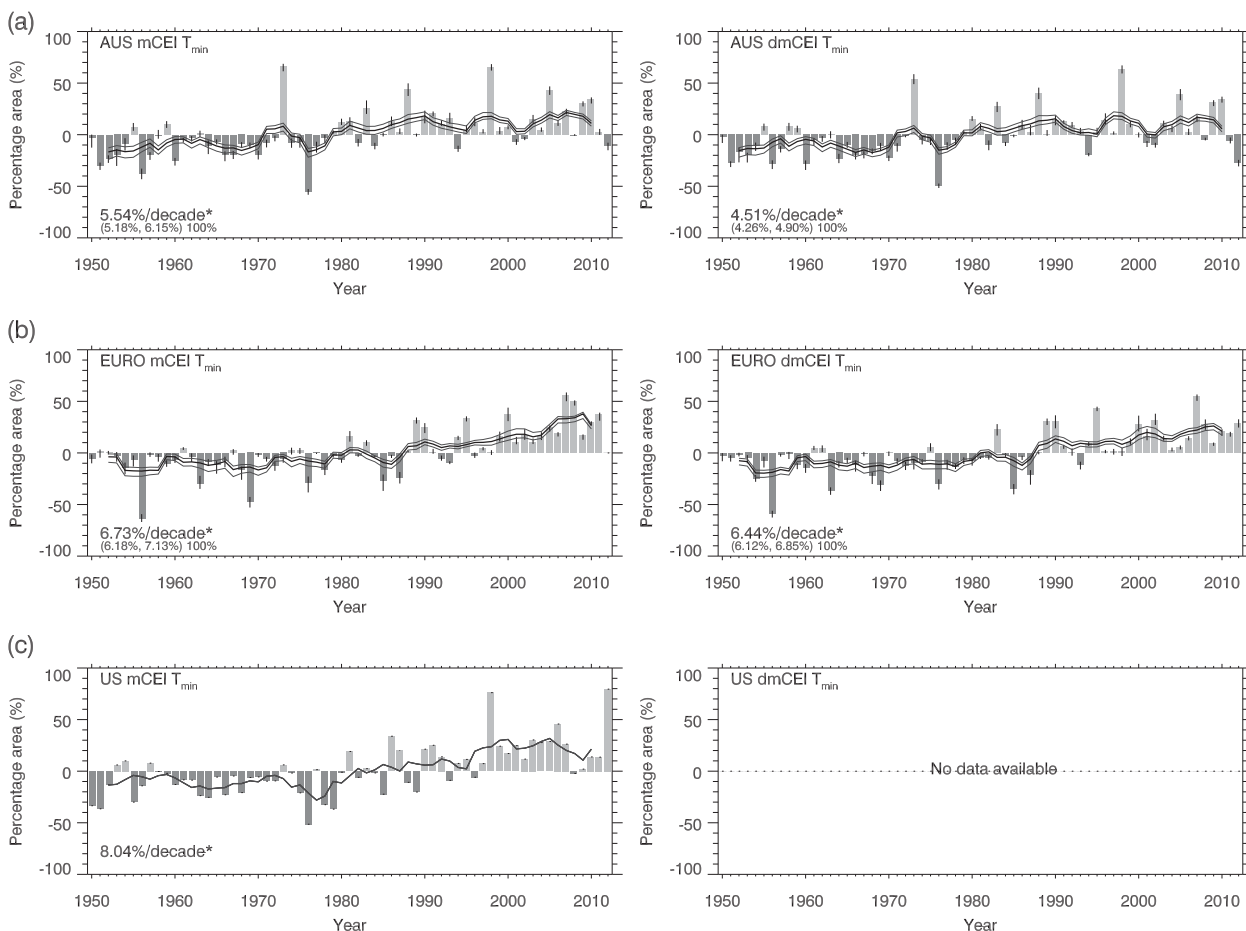 (a)
AUS mCEI Tmin
100
50
0
-50
-100
Percentage area (%)
5.54%/decade*
(5.18%, 6.15%) 100%
1950 1960 1970 1980 1990 2000 2010
Year
AUS dmCEI Tmin
100
50
0
-50
-100
Percentage area (%)
4.51%/decade*
(4.26%, 4.90%) 100%
1950 1960 1970 1980 1990 2000 2010
Year
(b)
EURO mCEI Tmin
100
50
0
-50
-100
Percentage area (%)
6.73%/decade*
(6.18%, 7.13%) 100%
1950 1960 1970 1980 1990 2000 2010
Year
EURO dmCEI Tmin
100
50
0
-50
-100
Percentage area (%)
6.44%/decade*
(6.12%, 6.85%) 100%
1950 1960 1970 1980 1990 2000 2010
Year
(c)
US mCEI Tmin
100
50
0
-50
-100
Percentage area (%)
8.04%/decade*
1950 1960 1970 1980 1990 2000 2010
Year
US dmCEI Tmin
100
50
0
-50
-100
Percentage area (%)
No data available
1950 1960 1970 1980 1990 2000 2010
Year